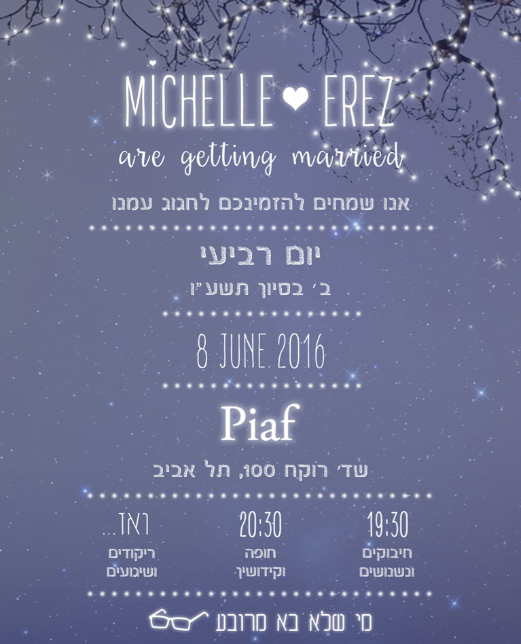 MICHELLE ♥ EREZ
are getting married
אנו שמחים להזמינכם לחגוג עמנו
יום רביעי
ב׳ בסיון תשע״ו
8 JUNE 2016
Piaf
שד׳ רוקח 100, תל אביב
19:30 20:30 ואז...
חיבוקים חופה ריקודים
ונשנושים וקידושין ושיגועים
מי שלא בא מרובע